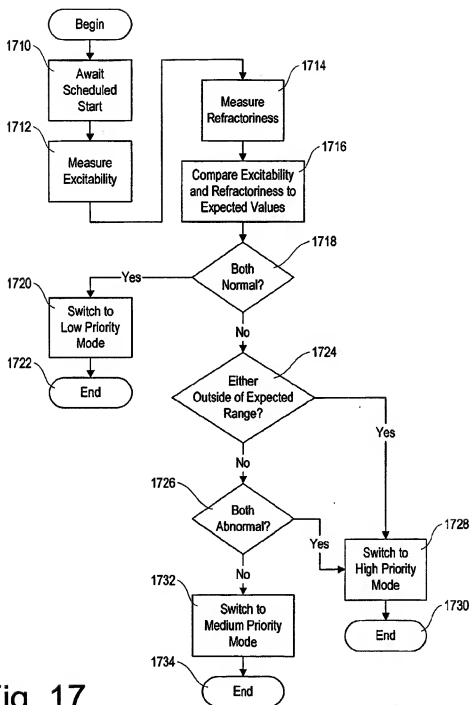 Begin
1710
Await
Scheduled
Start
1712
Measure
Excitability
1714
Measure
Refractoriness
1716
Compare Excitability
and Refractoriness to
Expected Values
1718
Both
Normal?
Yes
1720
Switch to
Low Priority
Mode
1722
End
No
1724
Either
Outside of Expected
Range?
Yes
No
1726
Both
Abnormal?
Yes
1728
Switch to
High Priority
Mode
1730
End
No
1732
Switch to
Medium Priority
Mode
1734
End
ig. 17